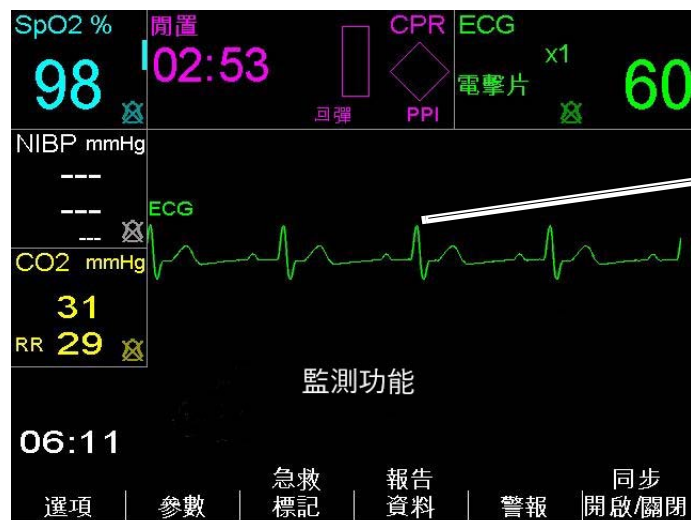 SpO2 %
98
閒置
02:53
CPR
回彈
PPI
ECG
x1
電擊片
60
NIBP mmHg
---
---
---
ECG
CO2 mmHg
31
RR 29
監測功能
06:11
選項
參數
急救
標記
報告
資料
警報
同步
開啟/關閉